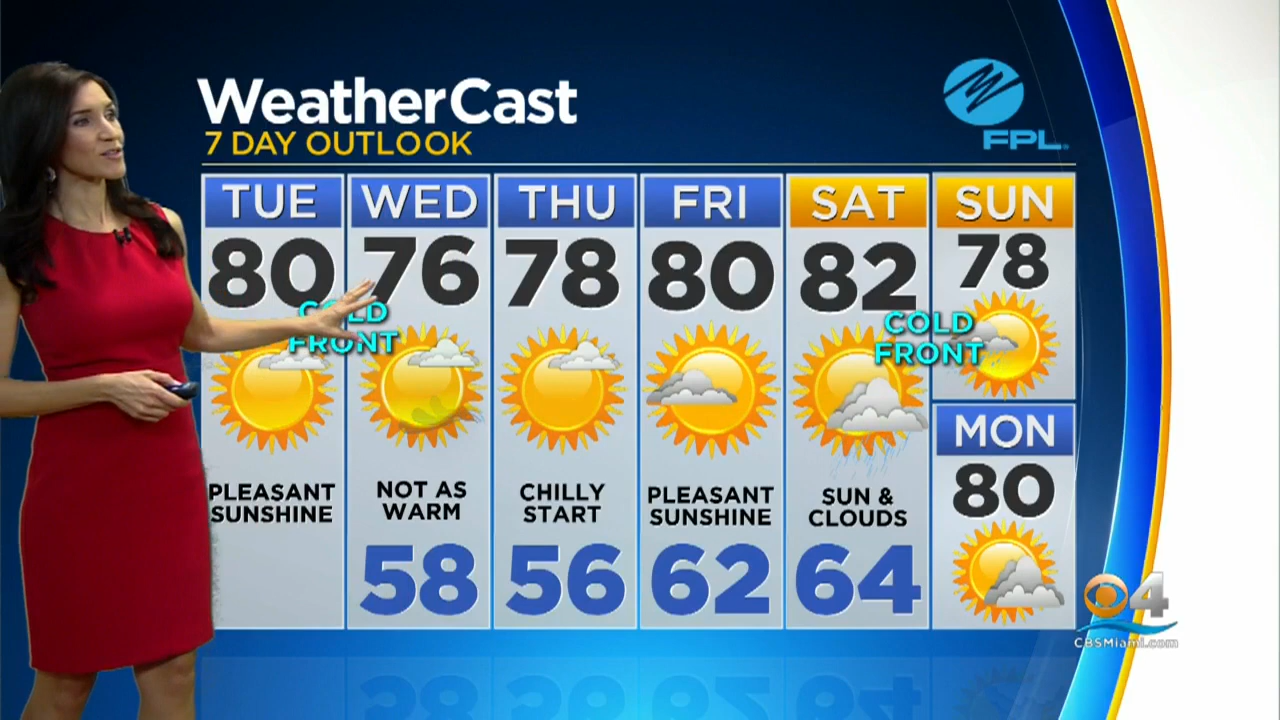 WeatherCast
7 DAY OUTLOOK
FPL
TUE
80
PLEASANT
SUNSHINE
COLD
FRONT
WED
76
NOT AS
WARM
58
THU
78
CHILLY
START
56
FRI
80
PLEASANT
SUNSHINE
62
SAT
82
SUN &
CLOUDS
64
COLD
FRONT
SUN
78
MON
80
4
CBSMiami.com